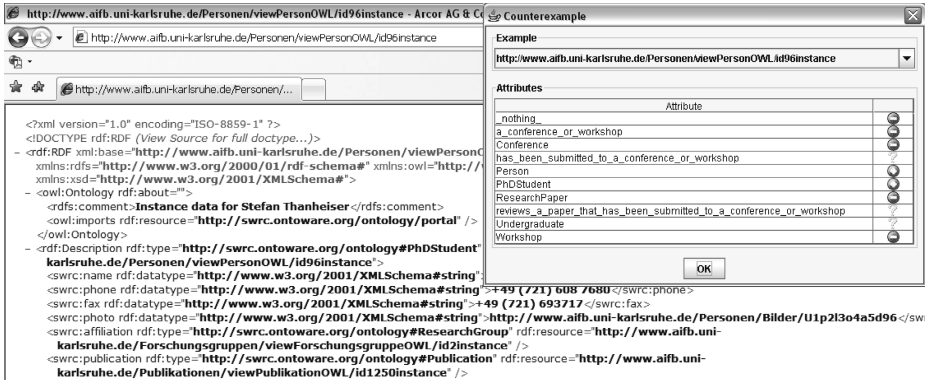 http://www.aifb.uni-karlsruhe.de/Personen/viewPersonOWL/id96instance - Arcor AG & C
http://www.aifb.uni-karlsruhe.de/Personen/viewPersonOWL/id96instance
http://www.aifb.uni-karlsruhe.de/Personen/...
<?xml version="1.0" encoding="ISO-8859-1" ?>
<!DOCTYPE rdf:RDF (View Source for full doctype...)>
- <rdf:RDF xml:base="http://www.aifb.uni-karlsruhe.de/Personen/viewPersonO
xmlns:rdfs="http://www.w3.org/2000/01/rdf-schema#" xmlns:owl="http://
xmlns:xsd="http://www.w3.org/2001/XMLSchema#">
- <owl:Ontology rdf:about="">
<rdfs:comment>Instance data for Stefan Thanheiser</rdfs:comment>
<owl:imports rdf:resource="http://swrc.ontoware.org/ontology/portal" />
</owl:Ontology>
- <rdf:Description rdf:type="http://swrc.ontoware.org/ontology#PhDStudent"
karlsruhe.de/Personen/viewPersonOWL/id96instance">
<swrc:name rdf:datatype="http://www.w3.org/2001/XMLSchema#string"
<swrc:phone rdf:datatype="http://www.w3.org/2001/XMLSchema#string">+49 (721) 608 7680</swrc:phone>
<swrc:fax rdf:datatype="http://www.w3.org/2001/XMLSchema#string">+49 (721) 693717</swrc:fax>
<swrc:photo rdf:datatype="http://www.w3.org/2001/XMLSchema#string">http://www.aifb.uni-karlsruhe.de/Personen/Bilder/U1p2l3o4a5d96</sw
<swrc:affiliation rdf:type="http://swrc.ontoware.org/ontology#ResearchGroup" rdf:resource="http://www.aifb.uni-
karlsruhe.de/Forschungsgruppen/viewForschungsgruppeOWL/id2instance" />
<swrc:publication rdf:type="http://swrc.ontoware.org/ontology#Publication" rdf:resource="http://www.aifb.uni-
karlsruhe.de/Publikationen/viewPublikationOWL/id1250instance" />
Counterexample
Example
http://www.aifb.uni-karlsruhe.de/Personen/viewPersonOWL/id96instance
Attributes
Attribute
_nothing_
a_conference_or_workshop
Conference
has_been_submitted_to_a_conference_or_workshop ?
Person
PhDStudent
ResearchPaper
reviews_a_paper_that_has_been_submitted_to_a_conference_or_workshop ?
Undergraduate ?
Workshop
OK